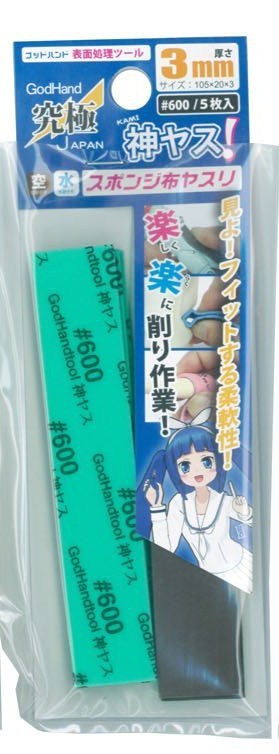 ゴッドハンド 表面処理ツール
GodHand
究極
JAPAN
厚さ
3mm
サイズ：105×20×3
#600/5枚入
KAMI
神ヤス!
空
水
スポンジ布ヤスリ
見よ！フィットする柔軟性！
楽しく楽に削り作業！
#600
GodHandtool 神ヤス
#600
GodHandtool 神ヤス
#600
GodHandtool 神ヤス
#600
GodHandtool 神ヤス
#600